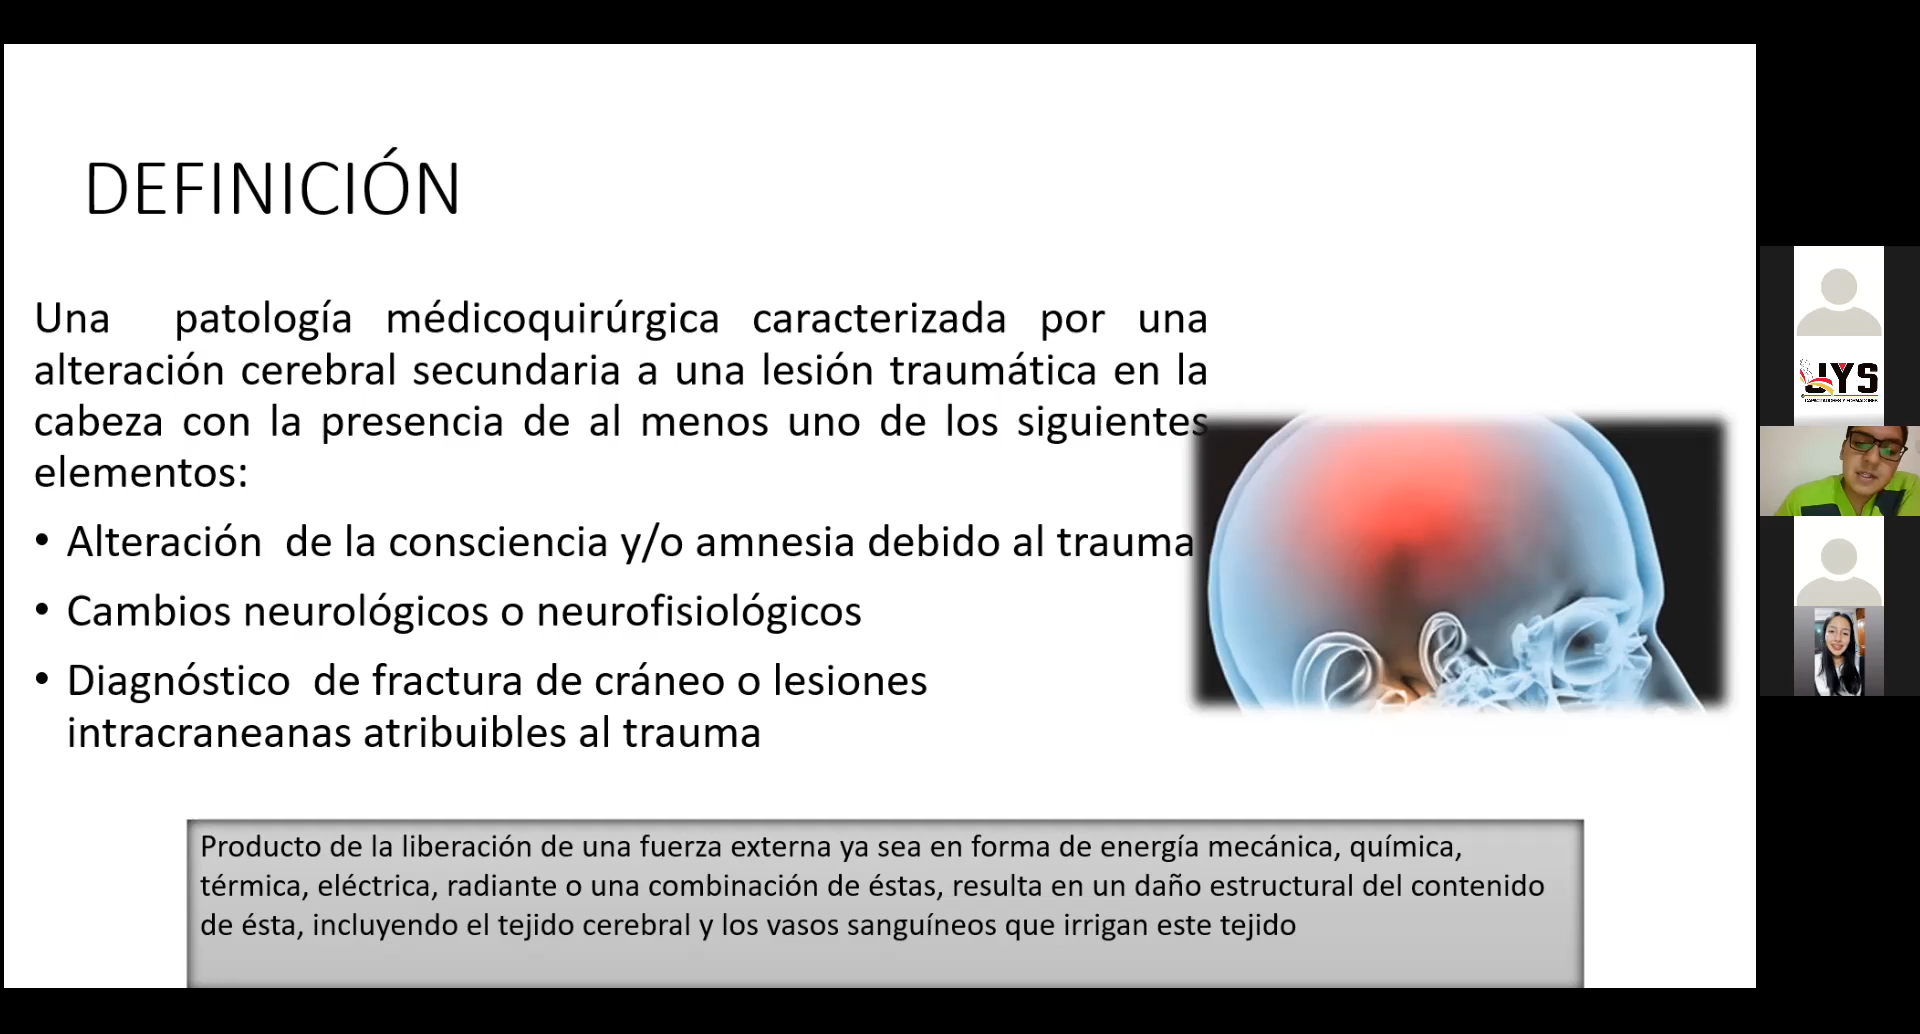 DEFINICIÓN
Una patología médicoquirúrgica caracterizada por una
alteración cerebral secundaria a una lesión traumática en la
cabeza con la presencia de al menos uno de los siguientes
elementos:
• Alteración de la consciencia y/o amnesia debido al trauma
• Cambios neurológicos o neurofisiológicos
• Diagnóstico de fractura de cráneo o lesiones
intracraneanas atribuibles al trauma
Producto de la liberación de una fuerza externa ya sea en forma de energía mecánica, química,
térmica, eléctrica, radiante o una combinación de éstas, resulta en un daño estructural del contenido
de ésta, incluyendo el tejido cerebral y los vasos sanguíneos que irrigan este tejido
JYS